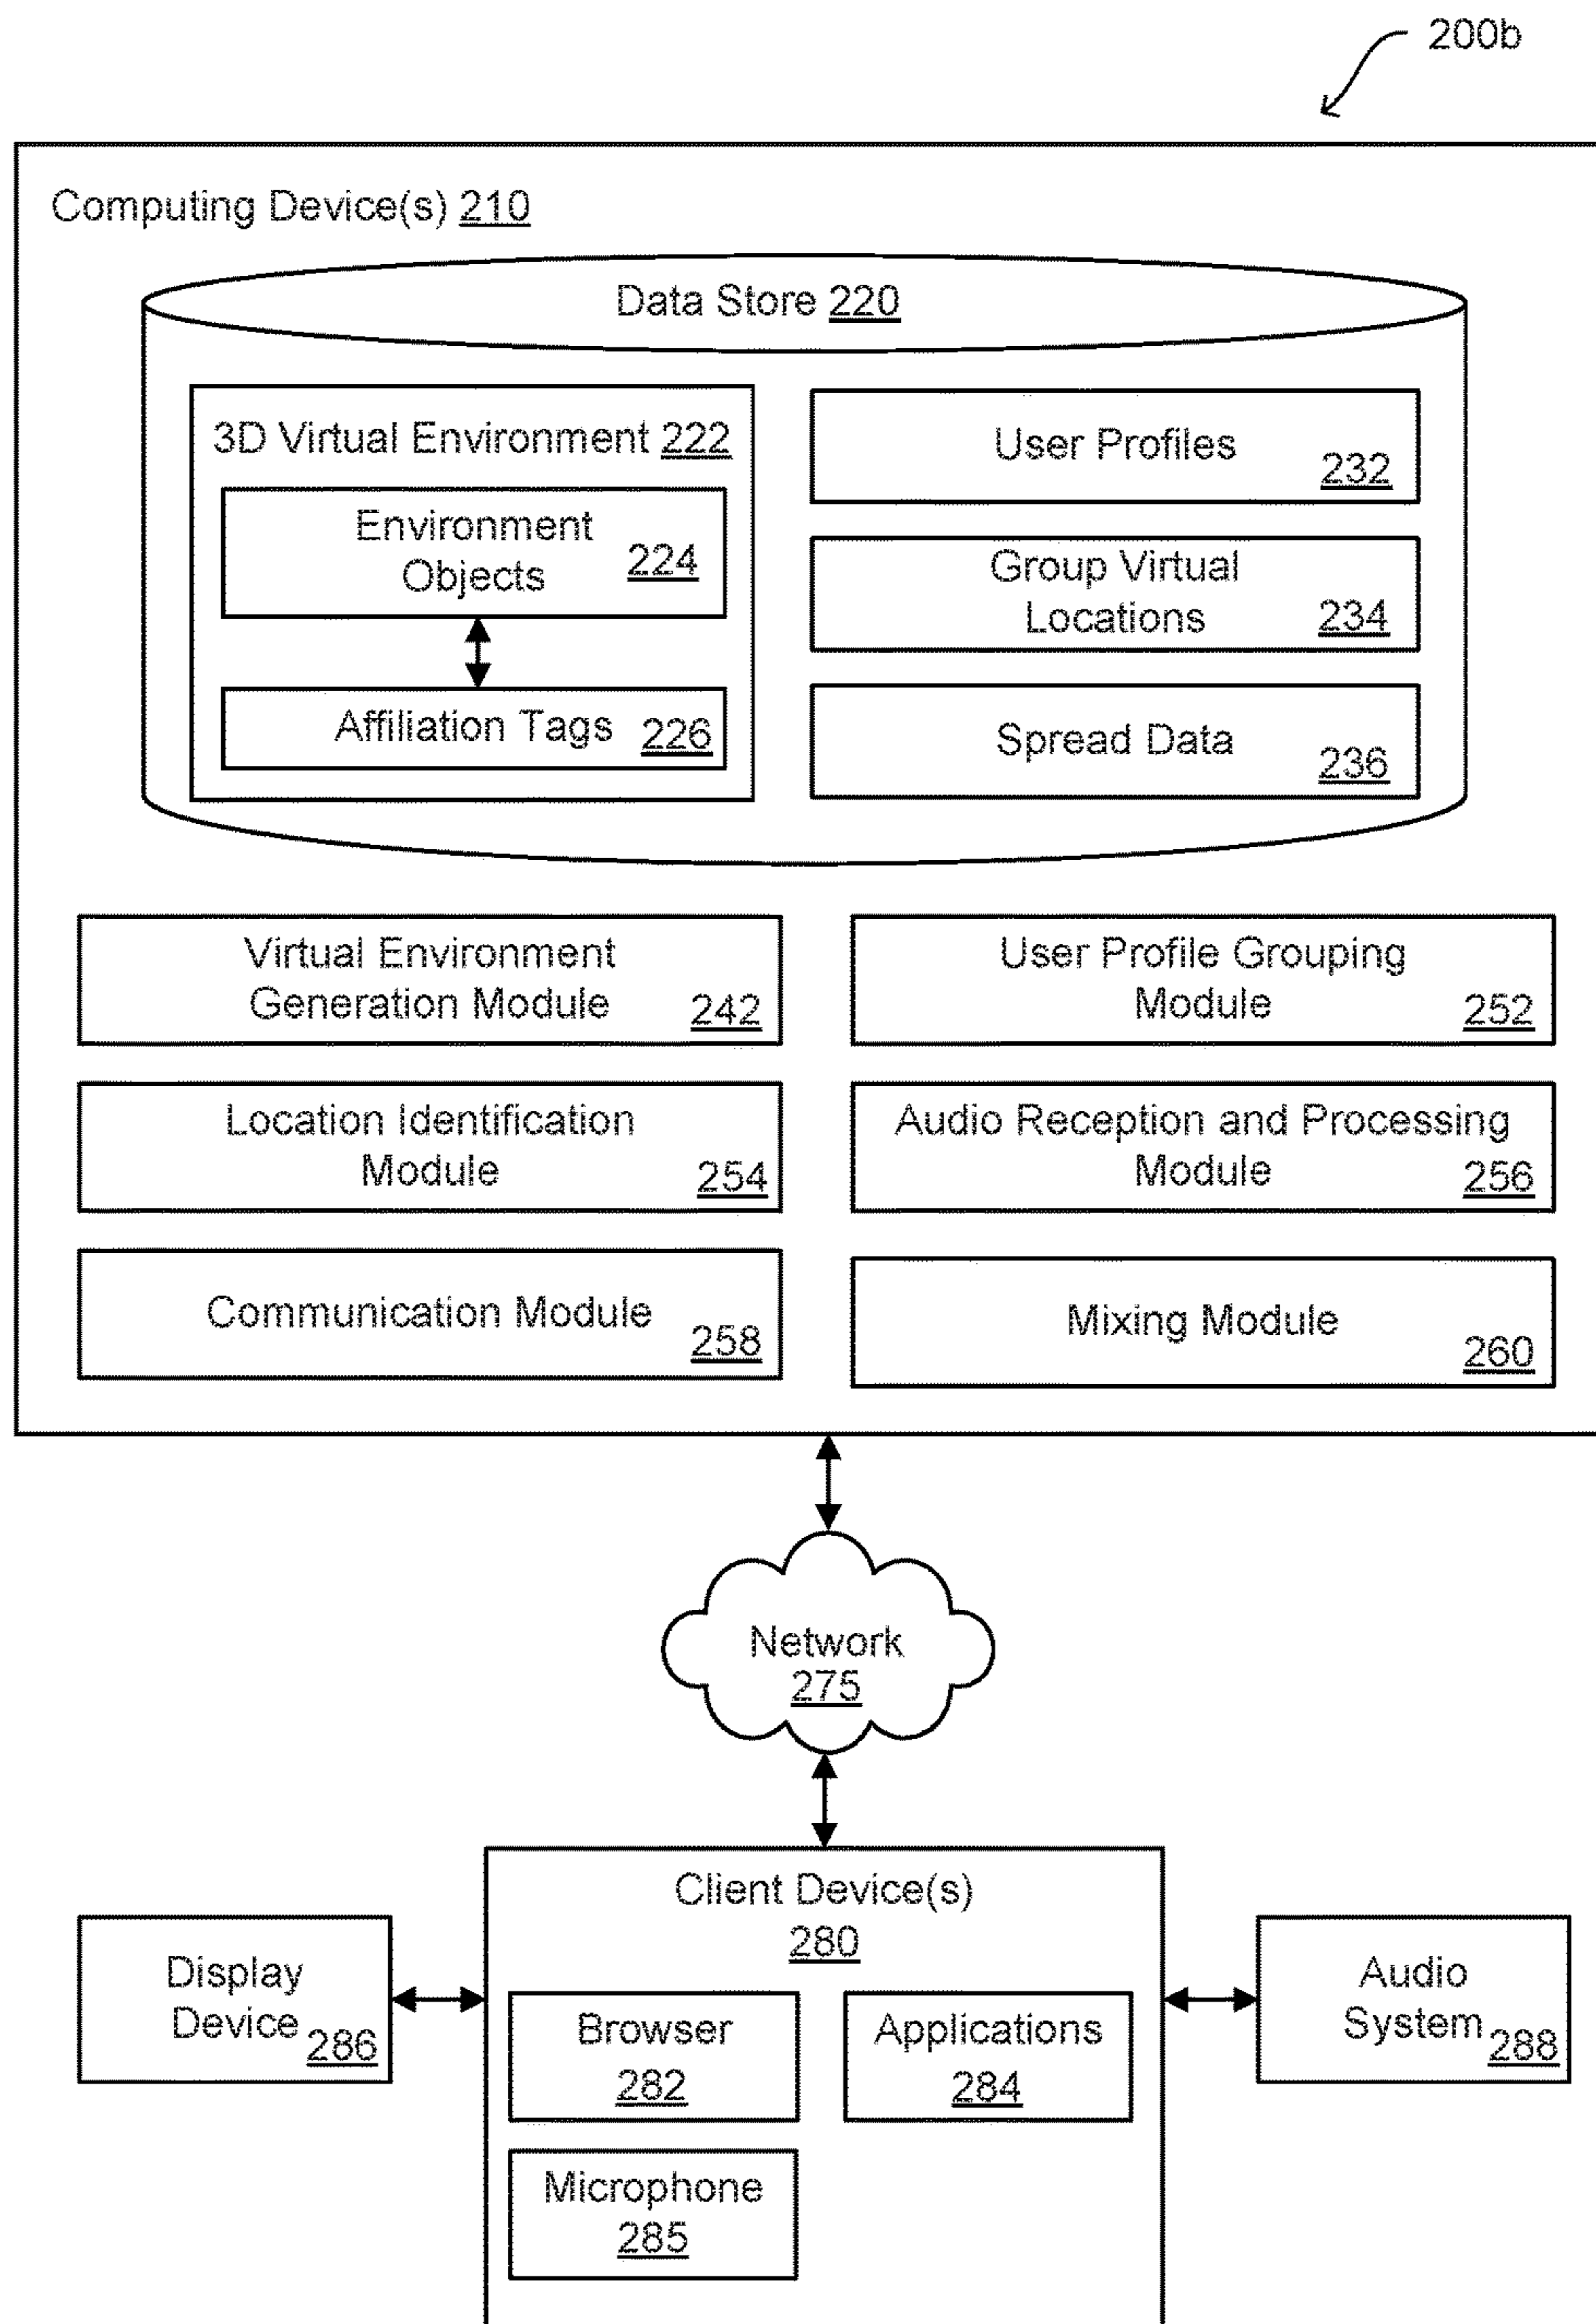 200b
Computing Device(s) 210
Data Store 220
3D Virtual Environment 222
Environment
Objects 224
Affiliation Tags 226
User Profiles 232
Group Virtual
Locations 234
Spread Data 236
Virtual Environment
Generation Module 242
User Profile Grouping
Module 252
Location Identification
Module 254
Audio Reception and Processing
Module 256
Communication Module 258
Mixing Module 260
Network
275
Client Device(s)
280
Display
Device 286
Browser
282
Applications
284
Microphone
285
Audio
System 288